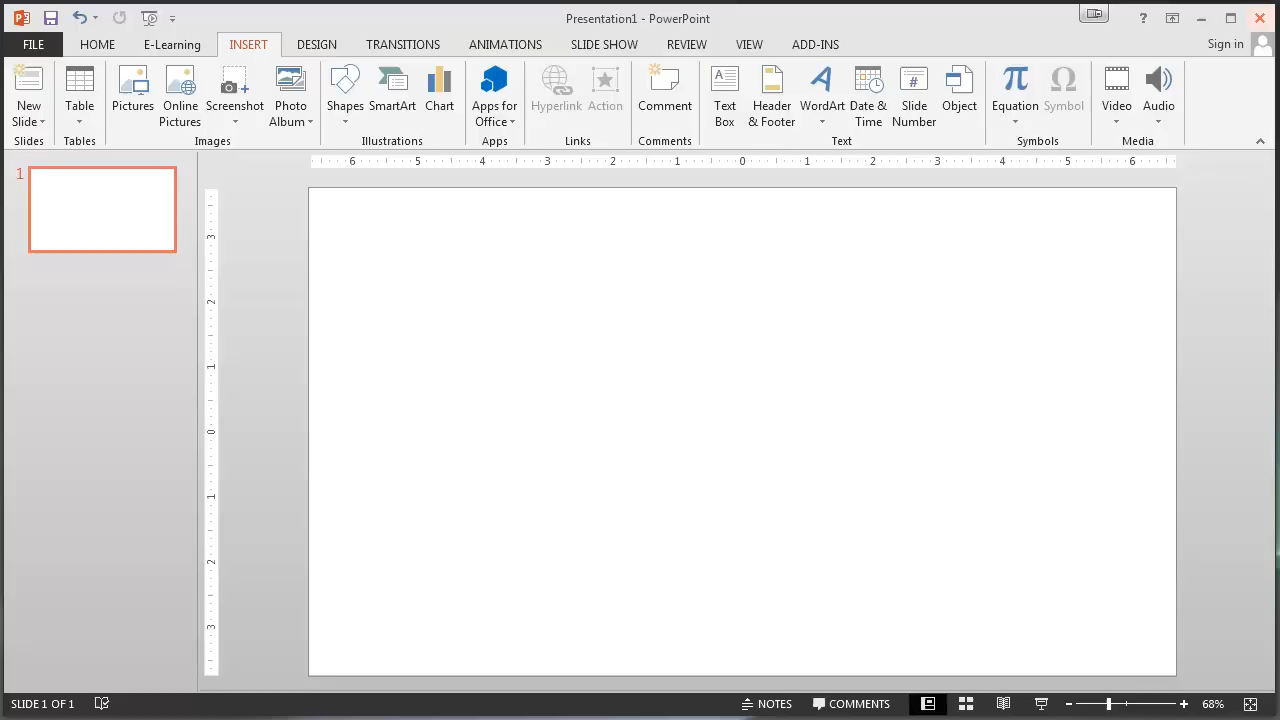 Presentation1 - PowerPoint
?
FILE HOME E-Learning INSERT DESIGN TRANSITIONS ANIMATIONS SLIDE SHOW REVIEW VIEW ADD-INS Sign in
New Slide Table Pictures Online Pictures Screenshot Photo Album Shapes SmartArt Chart Apps for Office Hyperlink Action Comment Text Box Header & Footer WordArt Date & Time Slide Number Object Equation Symbol Video Audio
Slides Tables Images Illustrations Apps Links Comments Text Symbols Media
6 5 4 3 2 1 0 1 2 3 4 5 6
1
3
2
1
0
1
2
3
SLIDE 1 OF 1 NOTES COMMENTS 68%